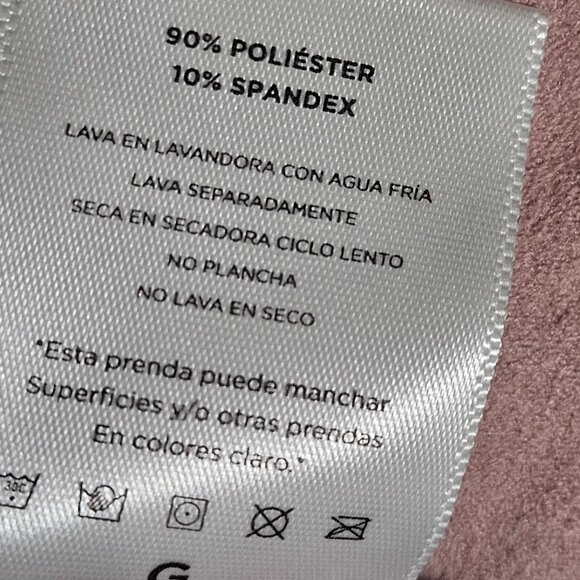 90% POLIÉSTER
10% SPANDEX
LAVA EN LAVANDORA CON AGUA FRÍA
LAVA SEPARADAMENTE
SECA EN SECADORA CICLO LENTO
NO PLANCHA
NO LAVA EN SECO
*Esta prenda puede manchar
Superficies y/o otras prendas
En colores claro.*
30C
G